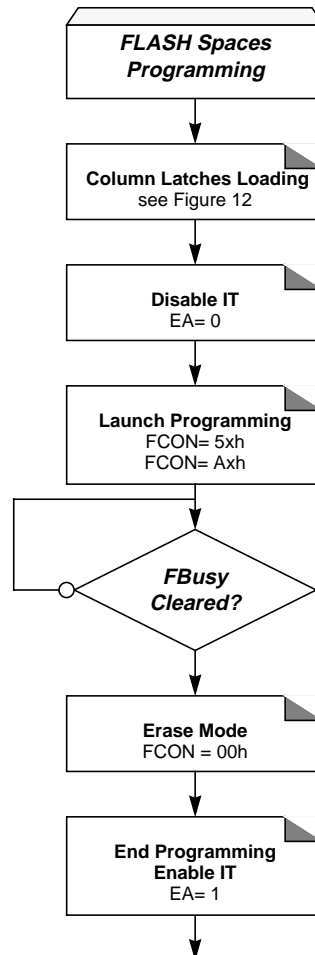 FLASH Spaces
Programming
Column Latches Loading
see Figure 12
Disable IT
EA= 0
Launch Programming
FCON= 5xh
FCON= Axh
FBusy
Cleared?
Erase Mode
FCON = 00h
End Programming
Enable IT
EA= 1